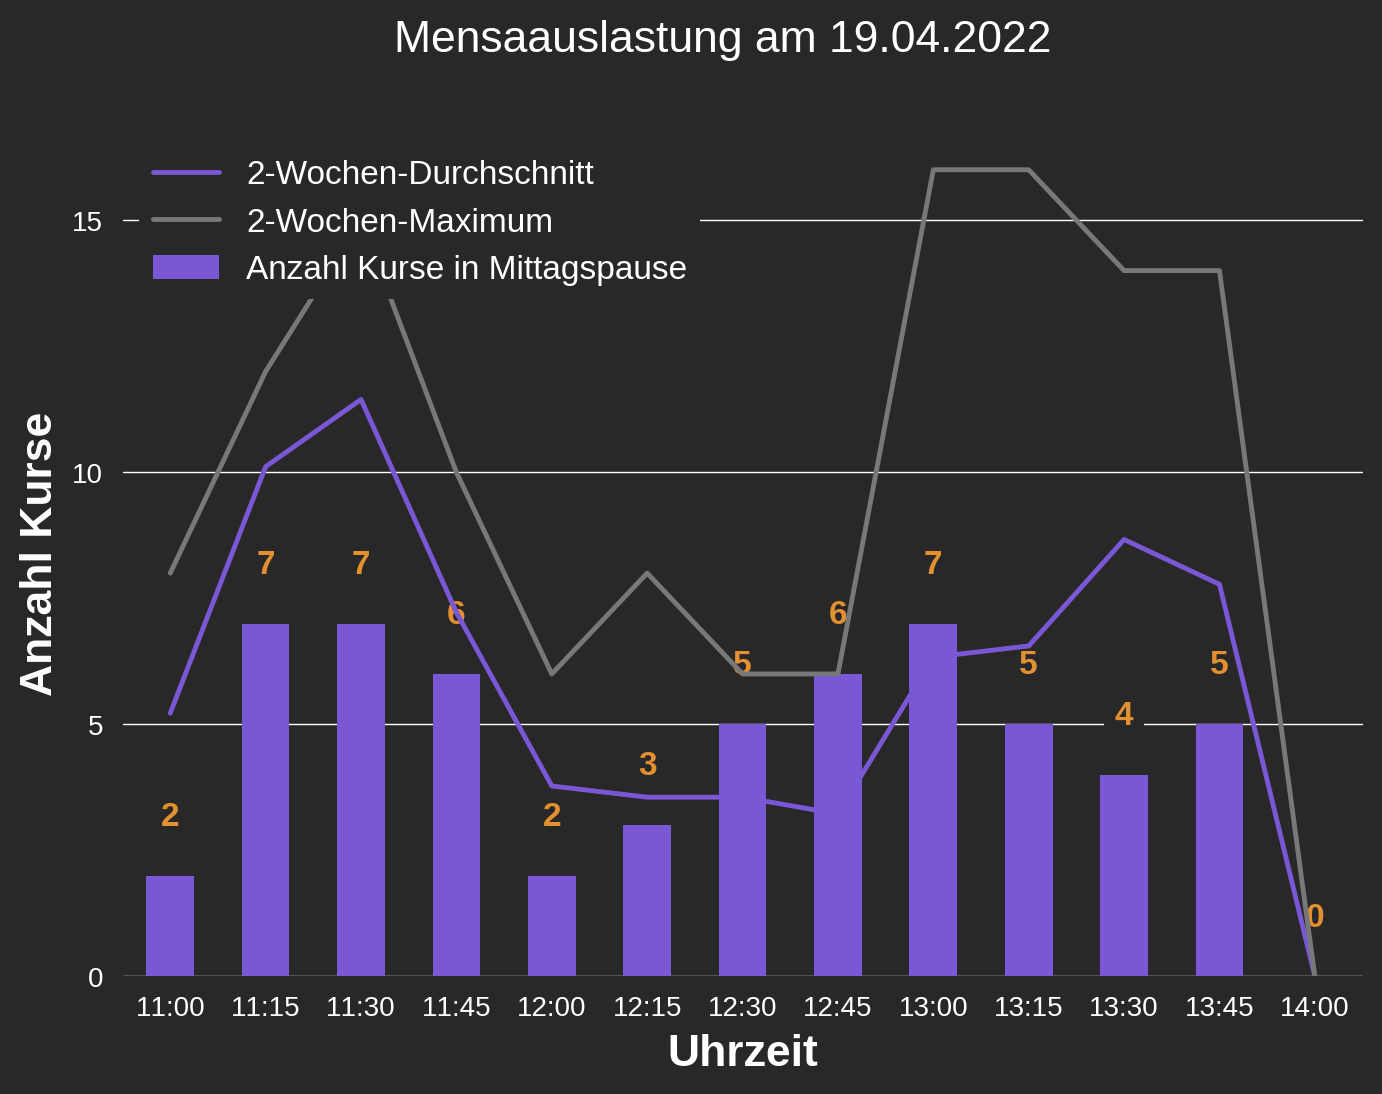 Mensaauslastung am 19.04.2022
2-Wochen-Durchschnitt
2-Wochen-Maximum
Anzahl Kurse in Mittagspause
Anzahl Kurse
15
10
5
0
2
7
7
6
2
3
5
6
7
5
4
5
0
11:00 11:15 11:30 11:45 12:00 12:15 12:30 12:45 13:00 13:15 13:30 13:45 14:00
Uhrzeit